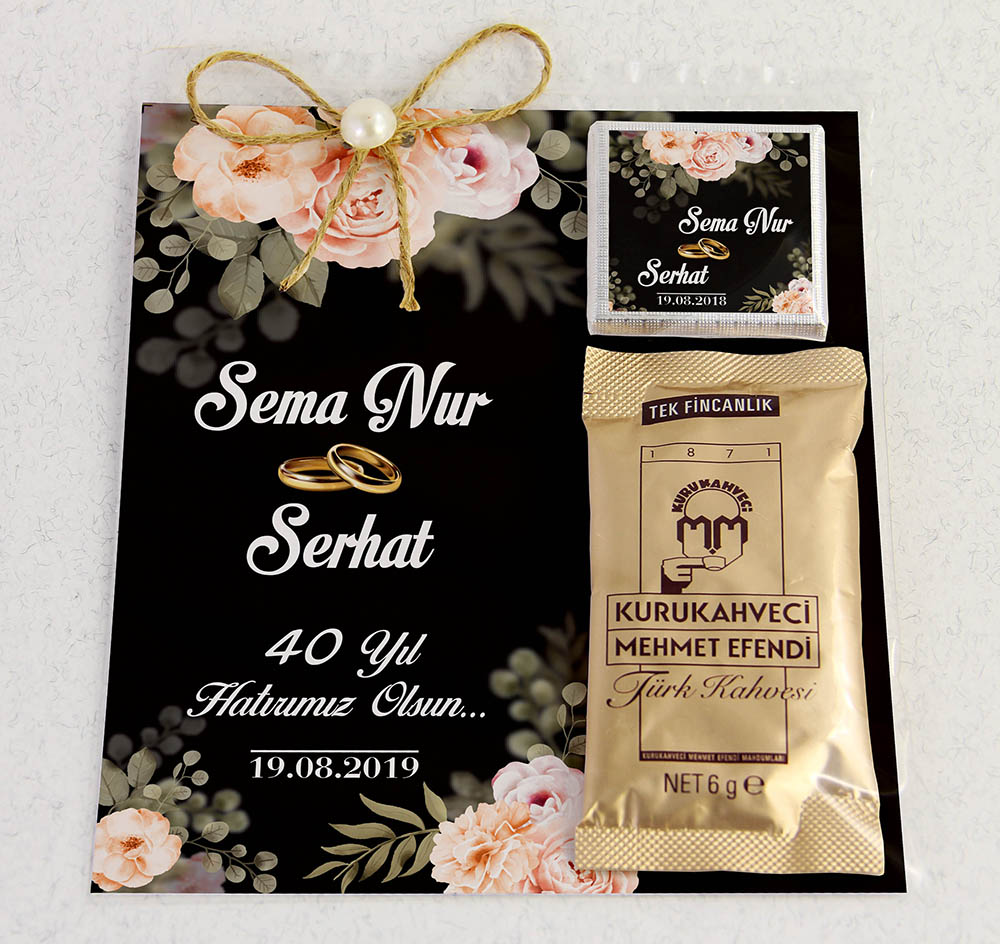 Sema Nur
Serhat
40 Yıl
Hatırımız Olsun...
19.08.2019
Sema Nur
Serhat
19.08.2018
TEK FİNCANLIK
1871
KURUKAHVECİ
MM
KURUKAHVECİ
MEHMET EFENDİ
Türk Kahvesi
KURUKAHVECİ MEHMET EFENDİ MAHDUMLARI
NET 6 g e